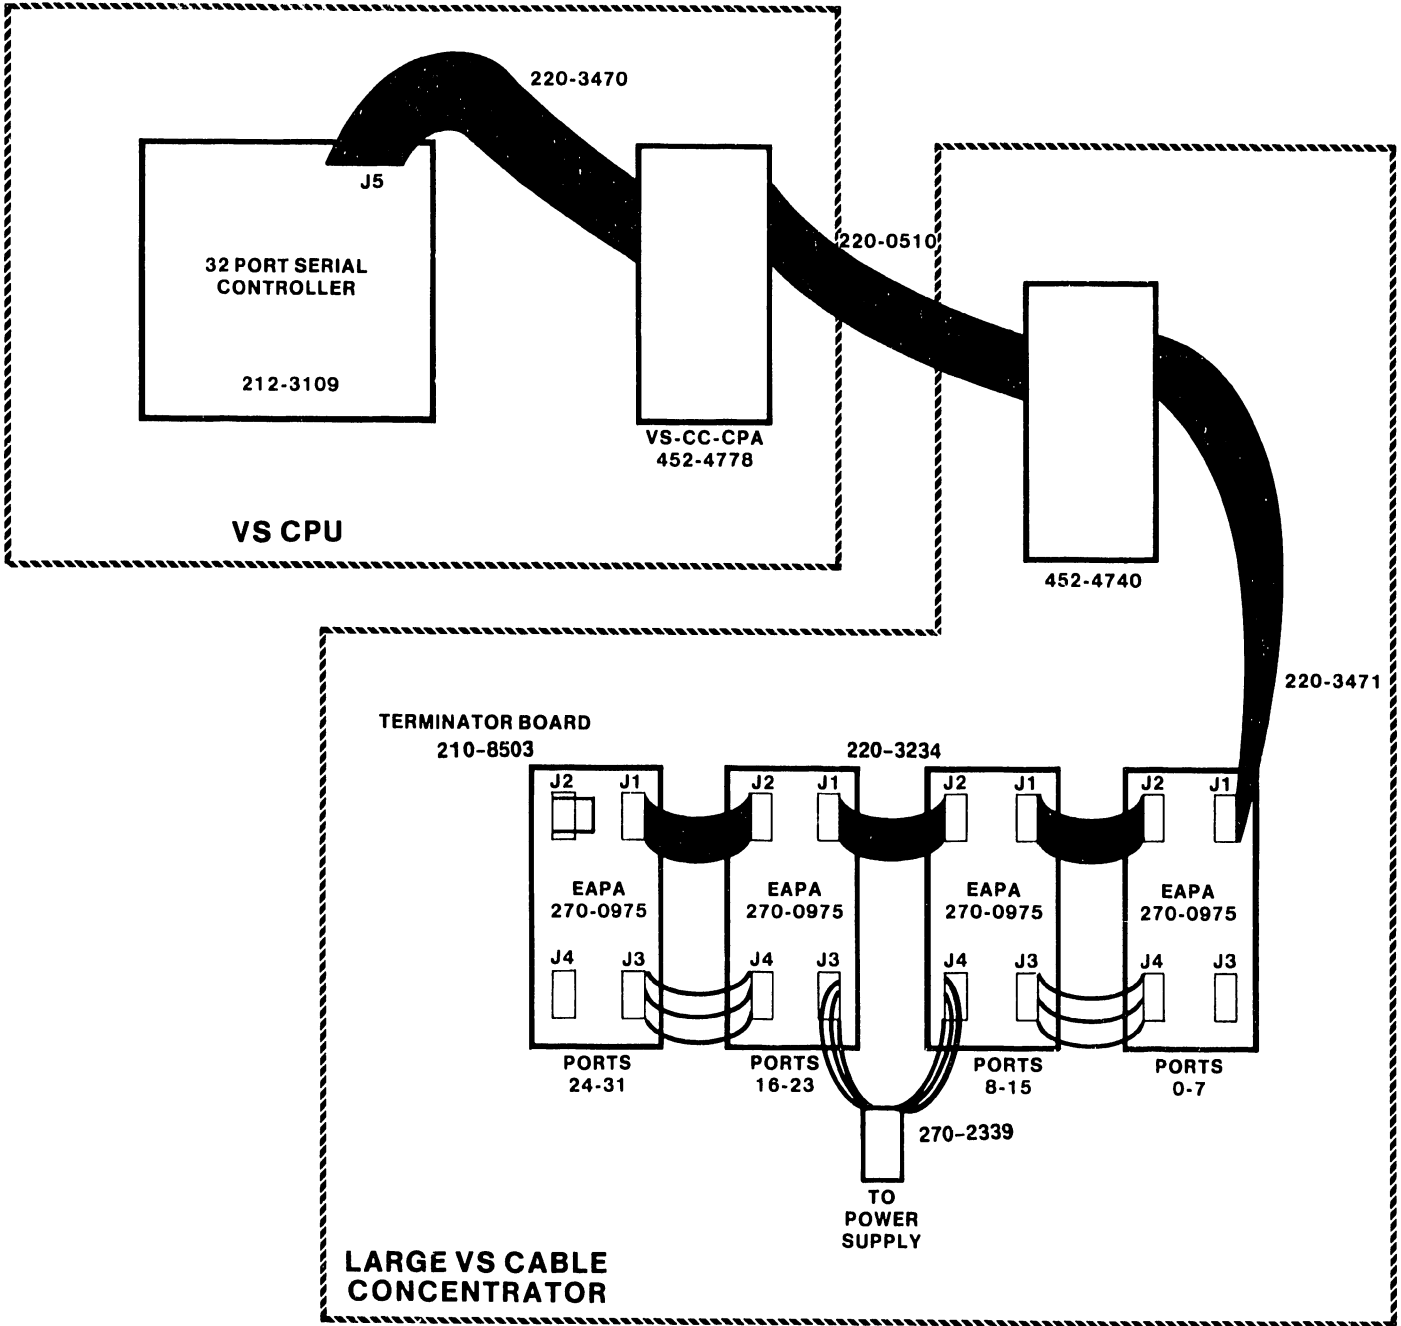 220-3470
J5
32 PORT SERIAL
CONTROLLER
212-3109
VS-CC-CPA
452-4778
VS CPU
220-0510
452-4740
220-3471
TERMINATOR BOARD
210-8503
220-3234
J2 J1 J2 J1 J2 J1 J2 J1
EAPA
270-0975
EAPA
270-0975
EAPA
270-0975
EAPA
270-0975
J4 J3 J4 J3 J4 J3 J4 J3
PORTS
24-31
PORTS
16-23
PORTS
8-15
PORTS
0-7
270-2339
TO
POWER
SUPPLY
LARGE VS CABLE
CONCENTRATOR